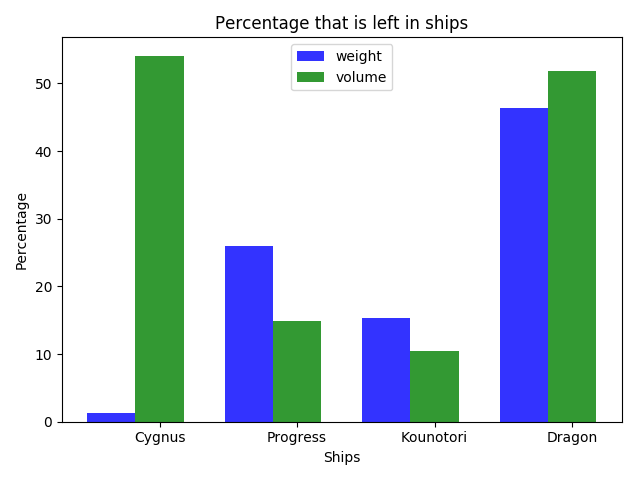 Percentage that is left in ships
weight
volume
Percentage
50
40
30
20
10
0
Cygnus Progress Kounotori Dragon
Ships